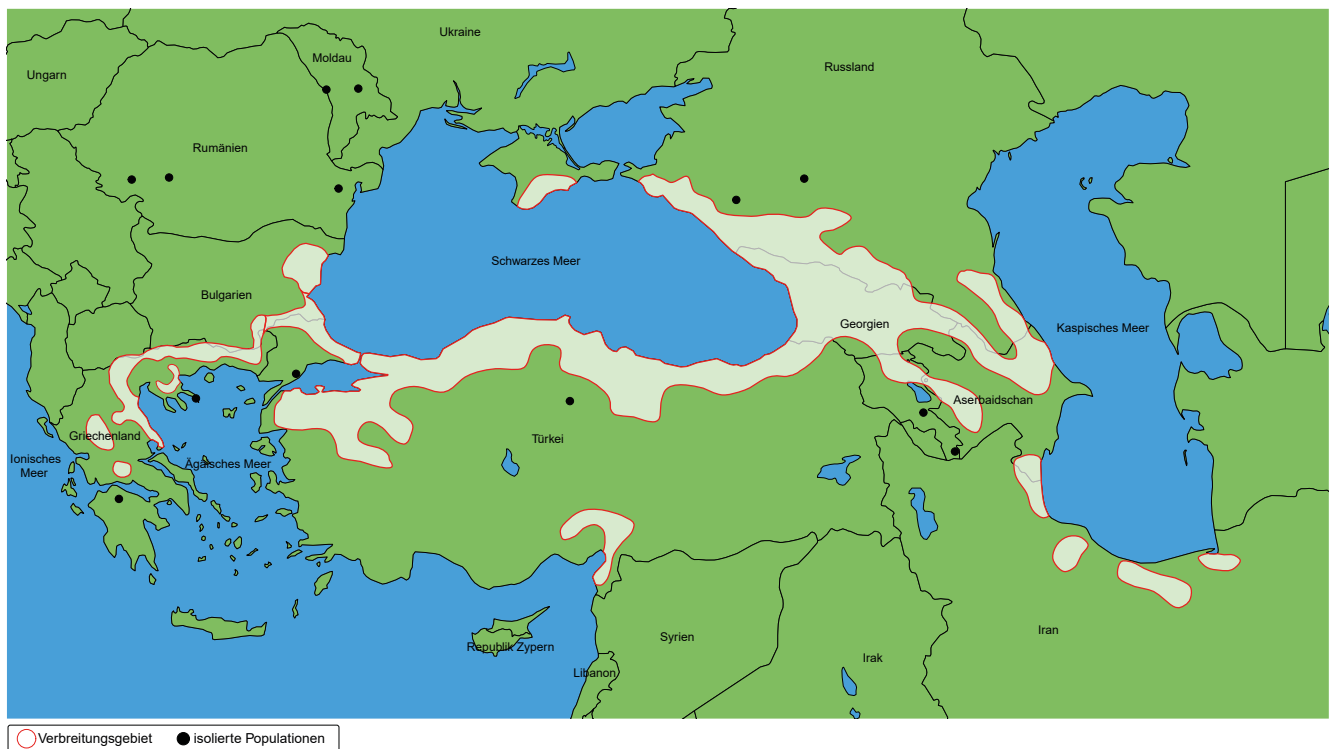 Ukraine
Moldau
Russland
Ungarn
Rumänien
Schwarzes Meer
Bulgarien
Georgien
Kaspisches Meer
Aserbaidschan
Griechenland
Türkei
Ionisches
Meer
Ägäisches Meer
Iran
Syrien
Republik Zypern
Irak
Libanon
Verbreitungsgebiet
isolierte Populationen